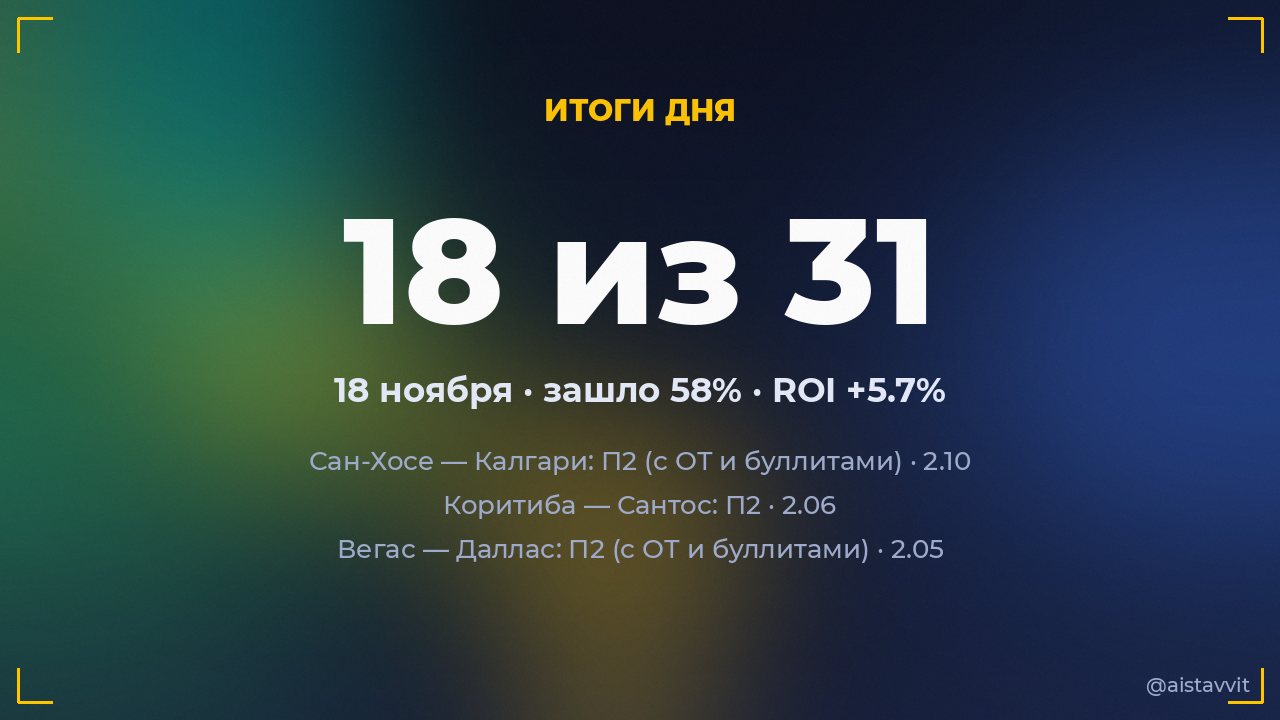 ИТОГИ ДНЯ
18 из 31
18 ноября · зашло 58% · ROI +5.7%
Сан-Хосе — Калгари: П2 (с ОТ и буллитами) · 2.10
Коритиба — Сантос: П2 · 2.06
Вегас — Даллас: П2 (с ОТ и буллитами) · 2.05
@aistavvit